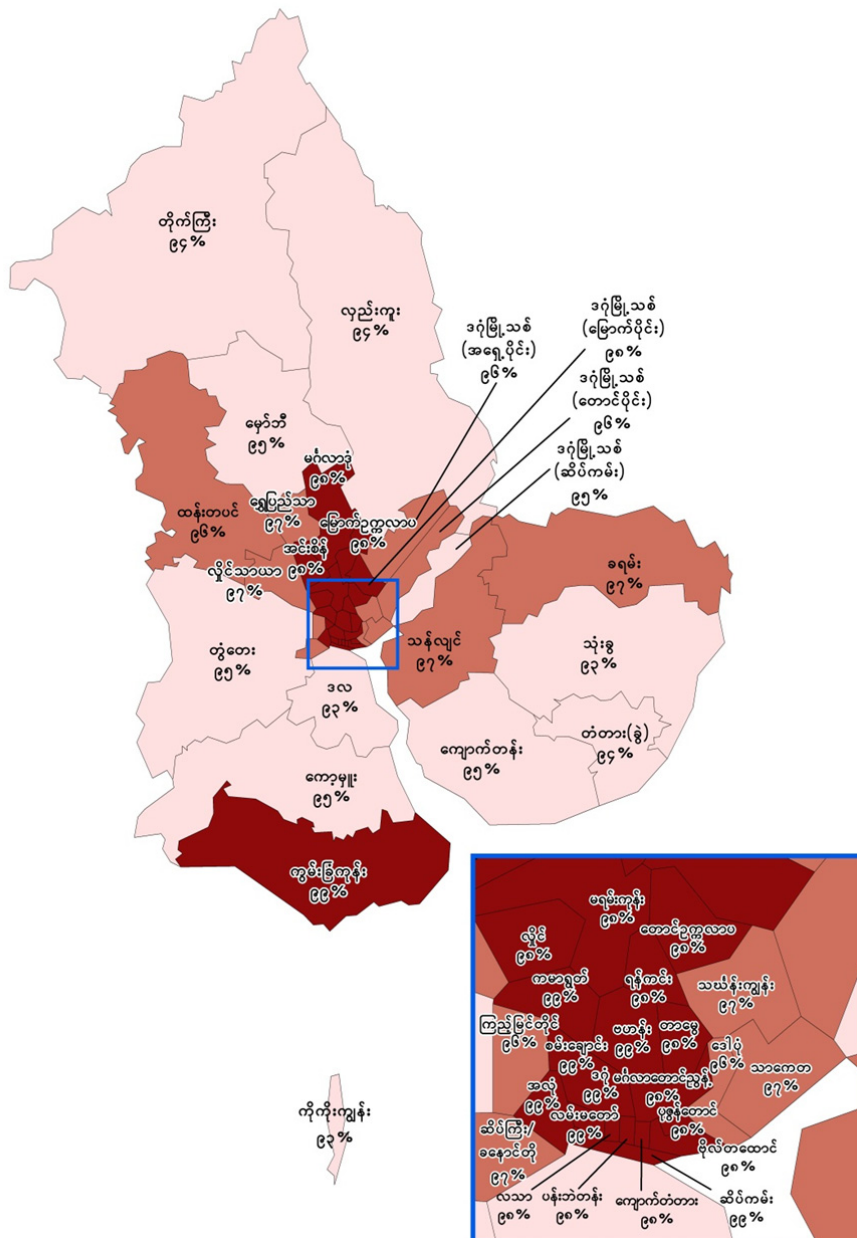 တိုက်ကြီး
၉၄%
လှည်းကူး
၉၄%
ဒဂုံမြို့သစ်
(မြောက်ပိုင်း)
၉၈%
ဒဂုံမြို့သစ်
(အရှေ့ပိုင်း)
၉၆%
ဒဂုံမြို့သစ်
(တောင်ပိုင်း)
၉၆%
ဒဂုံမြို့သစ်
(ဆိပ်ကမ်း)
၉၅%
မှော်ဘီ
၉၅%
မင်္ဂလာဒုံ
၉၈%
ရွှေပြည်သာ
၉၇%
မြောက်ဥက္ကလာပ
၉၈%
ထန်းတပင်
၉၆%
အင်းစိန်
၉၈%
လှိုင်သာယာ
၉၇%
ခရမ်း
၉၇%
တွံတေး
၉၅%
သန်လျင်
၉၇%
သုံးခွ
၉၃%
ဒလ
၉၃%
ကျောက်တန်း
၉၅%
တံတား(ခွဲ)
၉၄%
ကော့မှူး
၉၅%
ကွမ်းခြံကုန်း
၉၉%
ကိုကိုးကျွန်း
၉၃%
မရမ်းကုန်း
၉၈%
လှိုင်
၉၈%
တောင်ဥက္ကလာပ
၉၈%
ကမာရွတ်
၉၉%
ရန်ကင်း
၉၈%
သင်္ဃန်းကျွန်း
၉၇%
ကြည့်မြင်တိုင်
၉၆%
စမ်းချောင်း
၉၉%
ဗဟန်း
၉၉%
တာမွေ
၉၈%
ဒေါပုံ
၉၆%
သာကေတ
၉၇%
အလုံ
၉၉%
ဒဂုံ
၉၉%
မင်္ဂလာတောင်ညွန့်
၉၈%
လမ်းမတော်
၉၉%
ပုဇွန်တောင်
၉၈%
ဆိပ်ကြီး/
ခနောင်တို
၉၇%
ဗိုလ်တထောင်
၉၈%
လသာ
၉၈%
ပန်းဘဲတန်း
၉၈%
ကျောက်တံတား
၉၈%
ဆိပ်ကမ်း
၉၉%